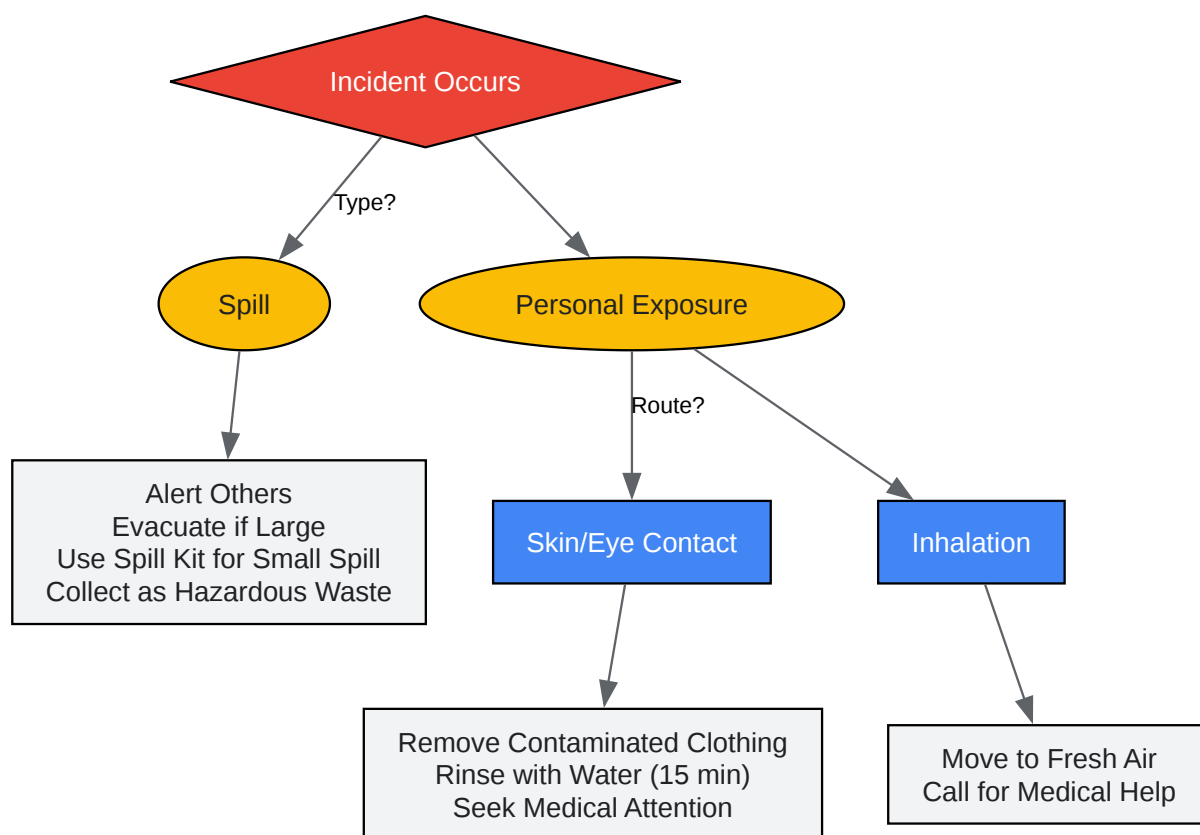 Incident Occurs
Type?
Spill
Personal Exposure
Route?
Alert Others
Evacuate if Large
Use Spill Kit for Small Spill
Collect as Hazardous Waste
Skin/Eye Contact
Inhalation
Remove Contaminated Clothing
Rinse with Water (15 min)
Seek Medical Attention
Move to Fresh Air
Call for Medical Help